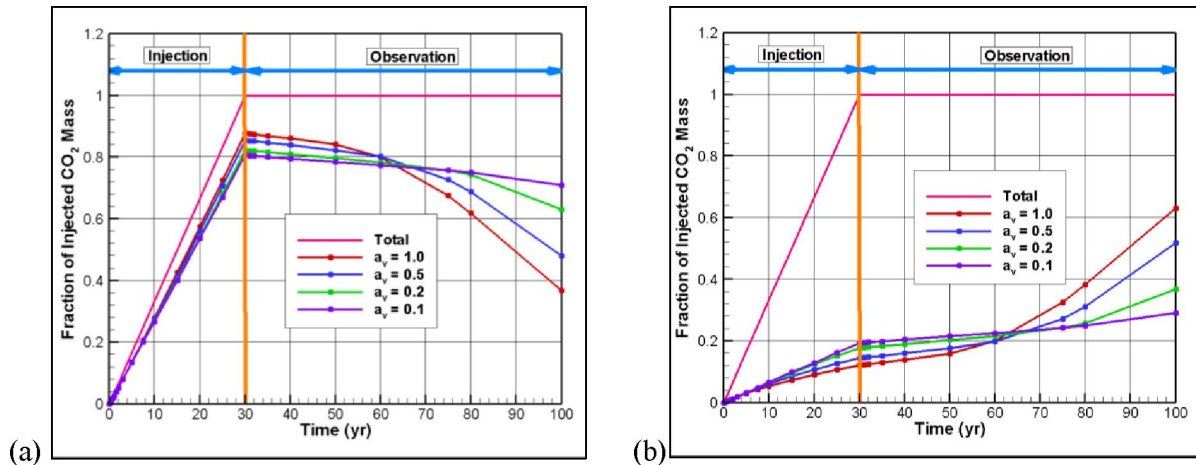 1.2
Injection
Observation
1
0.8
0.6
0.4
0.2
0
Fraction of Injected CO₂ Mass
Total
aᵥ = 1.0
aᵥ = 0.5
aᵥ = 0.2
aᵥ = 0.1
0 10 20 30 40 50 60 70 80 90 100
Time (yr)
(a)
1.2
Injection
Observation
1
0.8
0.6
0.4
0.2
0
Fraction of Injected CO₂ Mass
Total
aᵥ = 1.0
aᵥ = 0.5
aᵥ = 0.2
aᵥ = 0.1
0 10 20 30 40 50 60 70 80 90 100
Time (yr)
(b)